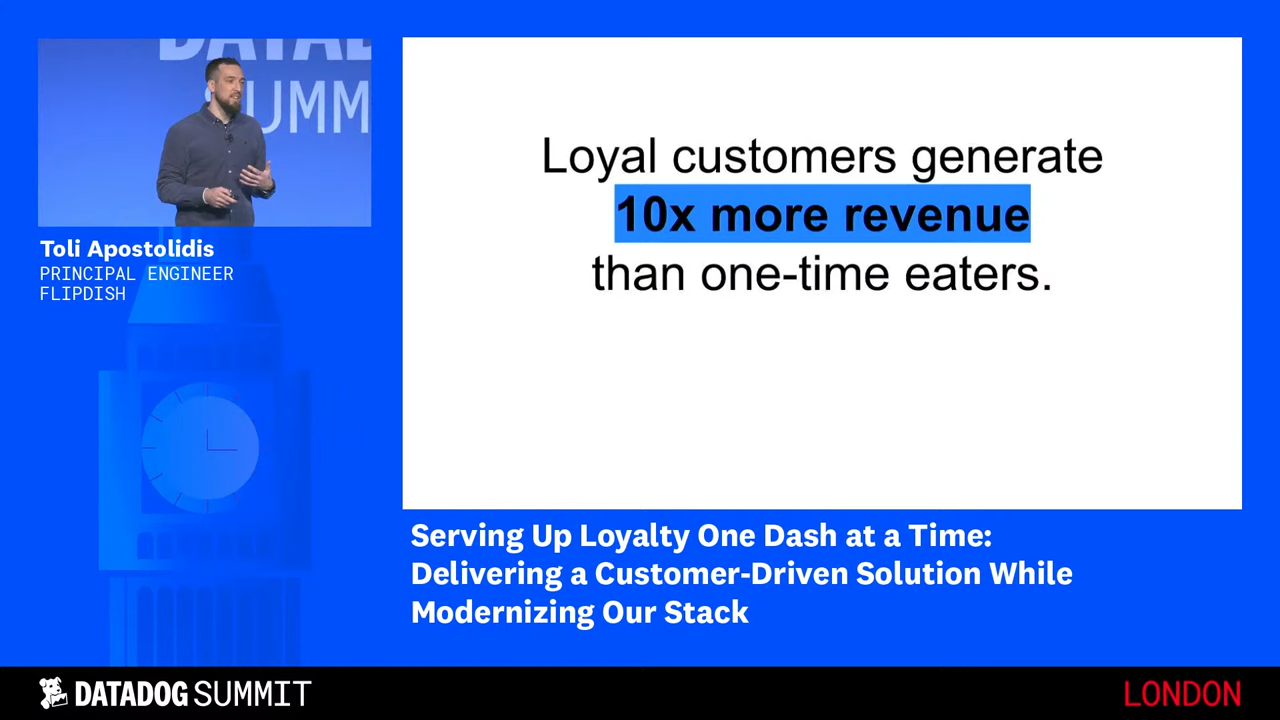 SUMM
Toli Apostolidis
PRINCIPAL ENGINEER
FLIPDISH
Loyal customers generate
10x more revenue
than one-time eaters.
Serving Up Loyalty One Dash at a Time:
Delivering a Customer-Driven Solution While
Modernizing Our Stack
DATADOG SUMMIT
LONDON